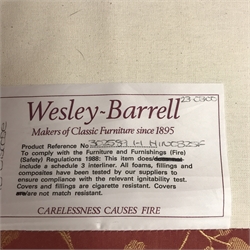 Wesley-Barrell
Makers of Classic Furniture since 1895
Product Reference No
To comply with the Furniture and Furnishings (Fire)
(Safety) Regulations 1988: This item does
include a schedule 3 interliner. All foams, fillings and
composites have been tested by our suppliers to
ensure compliance with the relevant ignitability test.
Covers and fillings are cigarette resistant. Covers
are not match resistant.
CARELESSNESS CAUSES FIRE